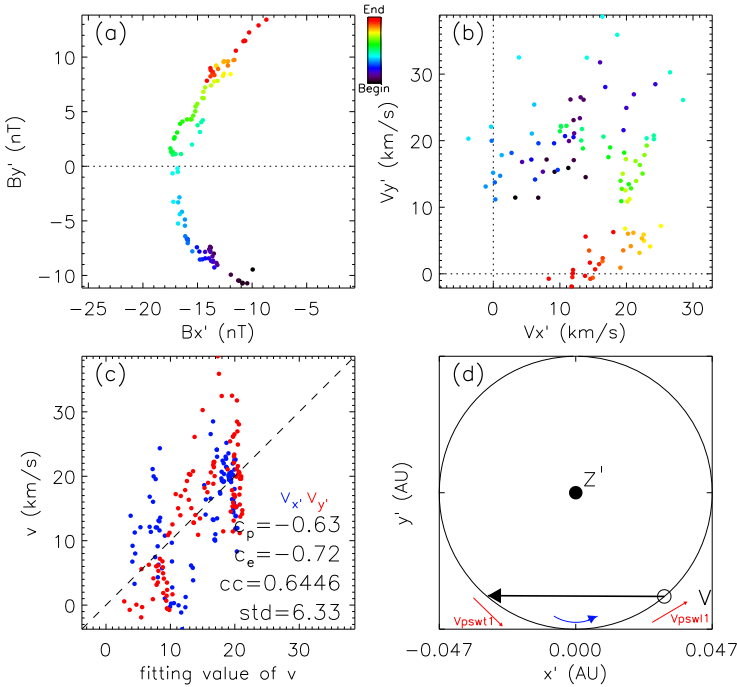 (a)
10
5
0
−5
−10
By' (nT)
−25 −20 −15 −10 −5
Bx' (nT)
End
Begin
(b)
30
20
10
0
Vy' (km/s)
0 10 20 30
Vx' (km/s)
(c)
30
20
10
0
v (km/s)
Vx' Vy'
cp=−0.63
ce=−0.72
cc=0.6446
std=6.33
0 10 20 30
fitting value of v
(d)
Z'
V
Vpswt1
Vpswl1
y' (AU)
−0.047 0.000 0.047
x' (AU)